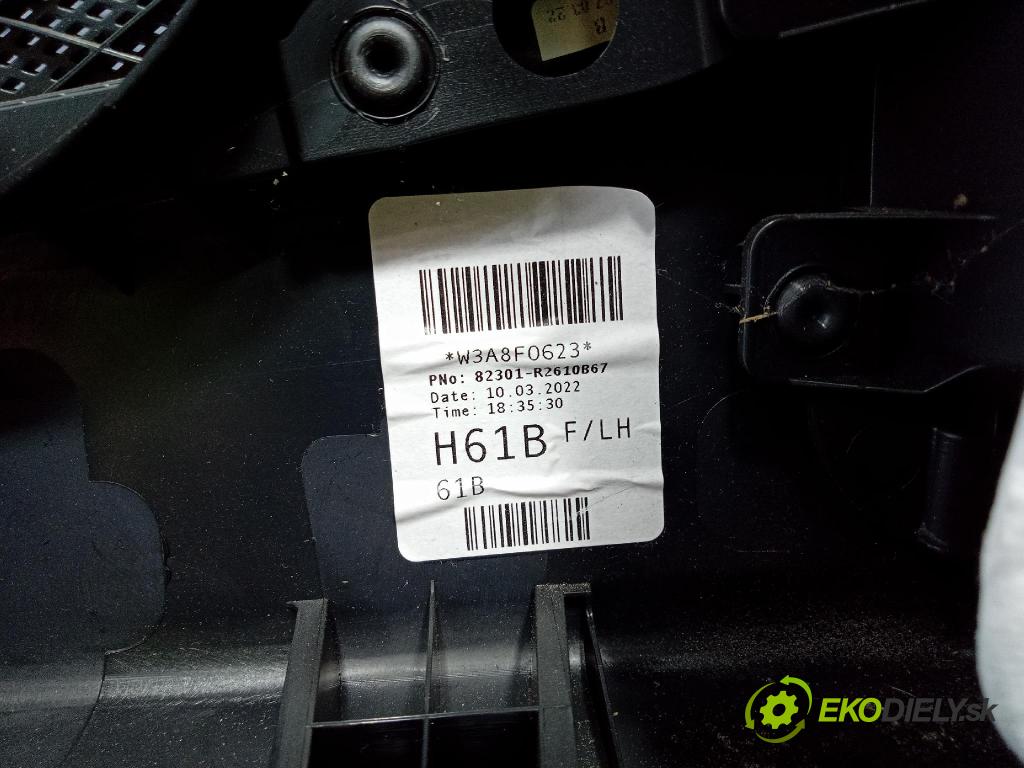 B
*W3A8F0623*
PNo: 82301-R2610B67
Date: 10.03.2022
Time: 18:35:30
H61B F/LH
61B
EKODIELY.sk